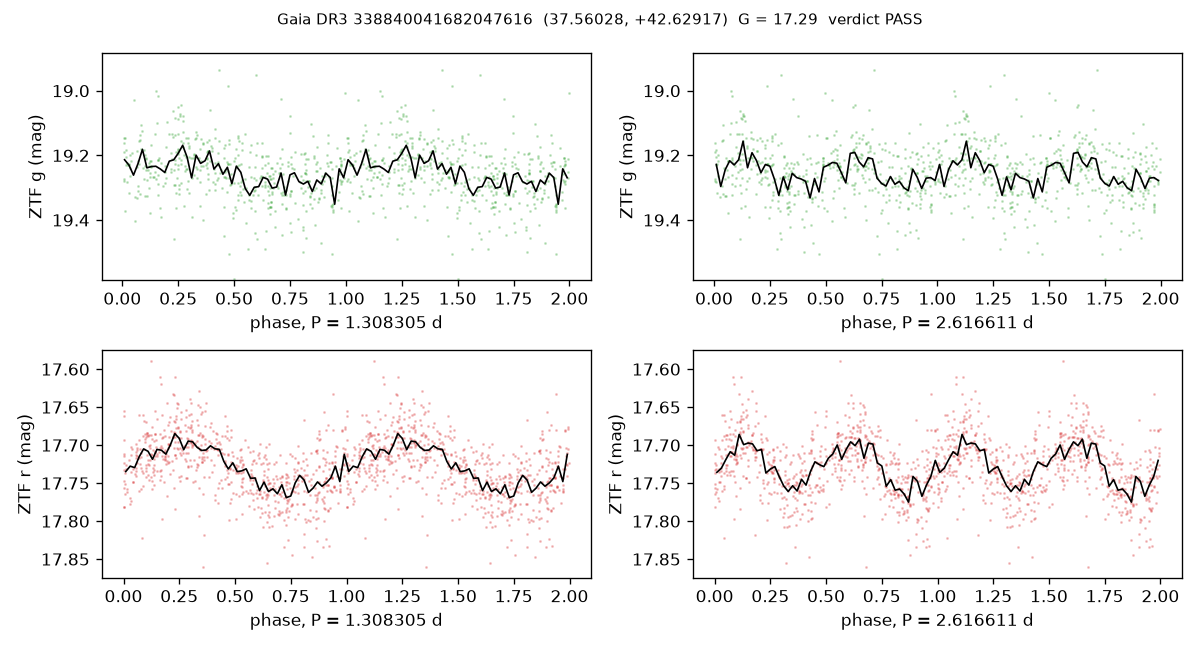 Gaia DR3 338840041682047616  (37.56028, +42.62917)  G = 17.29  verdict PASS
ZTF g (mag)
19.0
19.2
19.4
0.00 0.25 0.50 0.75 1.00 1.25 1.50 1.75 2.00
phase, P = 1.308305 d
ZTF g (mag)
19.0
19.2
19.4
0.00 0.25 0.50 0.75 1.00 1.25 1.50 1.75 2.00
phase, P = 2.616611 d
ZTF r (mag)
17.60
17.65
17.70
17.75
17.80
17.85
0.00 0.25 0.50 0.75 1.00 1.25 1.50 1.75 2.00
phase, P = 1.308305 d
ZTF r (mag)
17.60
17.65
17.70
17.75
17.80
17.85
0.00 0.25 0.50 0.75 1.00 1.25 1.50 1.75 2.00
phase, P = 2.616611 d